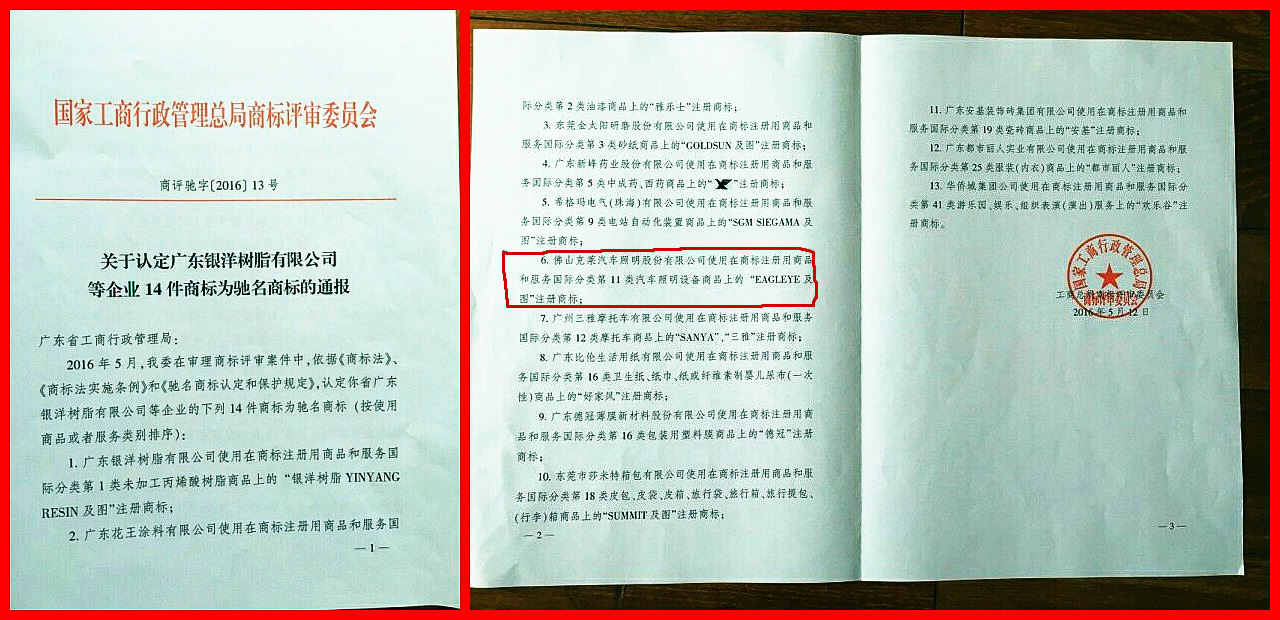 国家工商行政管理总局商标评审委员会
商评驰字〔2016〕13 号
关于认定广东银洋树脂有限公司
等企业 14 件商标为驰名商标的通报
广东省工商行政管理局：
2016 年 5 月，我委在审理商标评审案件中，依据《商标法》、
《商标法实施条例》和《驰名商标认定和保护规定》，认定你省广东
银洋树脂有限公司等企业的下列 14 件商标为驰名商标（按使用
商品或者服务类别排序）：
1. 广东银洋树脂有限公司使用在商标注册用商品和服务国
际分类第 1 类未加工丙烯酸树脂商品上的“银洋树脂 YINYANG
RESIN 及图”注册商标；
2. 广东花王涂料有限公司使用在商标注册用商品和服务国
— 1 —
际分类第 2 类油漆商品上的“雅乐士”注册商标；
3. 东莞金太阳研磨股份有限公司使用在商标注册用商品和
服务国际分类第 3 类砂纸商品上的“GOLDSUN 及图”注册商标；
4. 广东新峰药业股份有限公司使用在商标注册用商品和服
务国际分类第 5 类中成药、西药商品上的“”注册商标；
5. 希格玛电气(珠海)有限公司使用在商标注册用商品和服
务国际分类第 9 类电站自动化装置商品上的“SGM SIEGAMA 及
图”注册商标；
6. 佛山克莱汽车照明股份有限公司使用在商标注册用商品
和服务国际分类第 11 类汽车照明设备商品上的 “EAGLEYE 及
图”注册商标；
7. 广州三雅摩托车有限公司使用在商标注册用商品和服务
国际分类第 12 类摩托车商品上的“SANYA”、“三雅”注册商标；
8. 广东比伦生活用纸有限公司使用在商标注册用商品和服
务国际分类第 16 类卫生纸、纸巾、纸或纤维素制婴儿尿布(一次
性)商品上的“好家风”注册商标；
9. 广东德冠薄膜新材料股份有限公司使用在商标注册用商
品和服务国际分类第 16 类包装用塑料膜商品上的“德冠”注册
商标；
10. 东莞市莎米特箱包有限公司使用在商标注册用商品和服
务国际分类第 18 类皮包、皮袋、皮箱、旅行袋、旅行箱、旅行提包、
(行李)箱商品上的“SUMMIT 及图”注册商标；
— 2 —
11. 广东安基装饰砖集团有限公司使用在商标注册用商品和
服务国际分类第 19 类瓷砖商品上的“安基”注册商标；
12. 广东都市丽人实业有限公司使用在商标注册用商品和服
务国际分类第 25 类服装(内衣)商品上的“都市丽人”注册商标；
13. 华侨城集团公司使用在商标注册用商品和服务国际分
类第 41 类游乐园、娱乐、组织表演(演出)服务上的“欢乐谷”注
册商标。
国家工商行政管理总局
商标评审委员会
工商总局商标评审委员会
2016 年 5 月 12 日
— 3 —